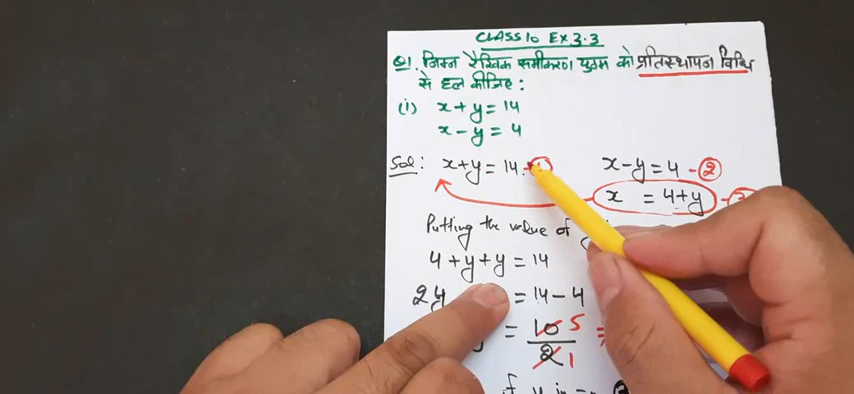 CLASS 10 EX 3.3
Q1. निम्न रैखिक समीकरण युग्म को प्रतिस्थापन विधि
से हल कीजिए:
(i) x + y = 14
x - y = 4
Sol: x + y = 14 x - y = 4 - ②
x = 4 + y
Putting the value of
4 + y + y = 14
2y = 14 - 4
= 10 5
2 1